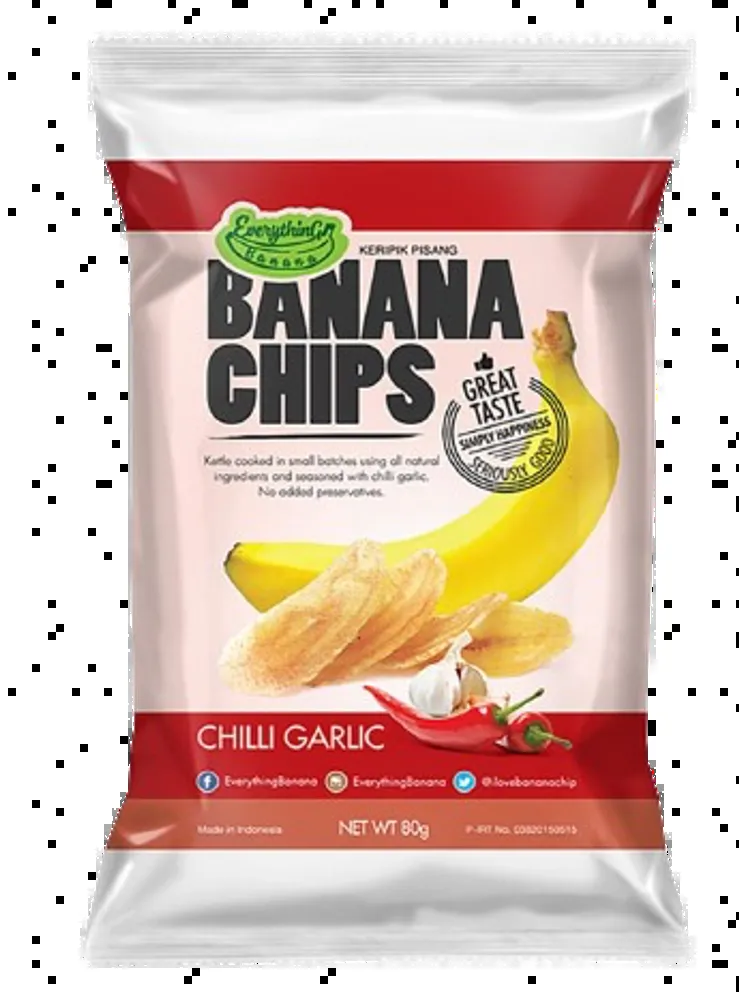 EverythinG
Banana
KERIPIK PISANG
BANANA
CHIPS
GREAT
TASTE
SIMPLY HAPPINESS
SERIOUSLY GOOD
Kettle cooked in small batches using all natural
ingredients and seasoned with chilli garlic.
No added preservatives.
CHILLI GARLIC
EverythingBanana EverythingBanana @ilovebananachip
Made in Indonesia NET WT 80g P-IRT No.